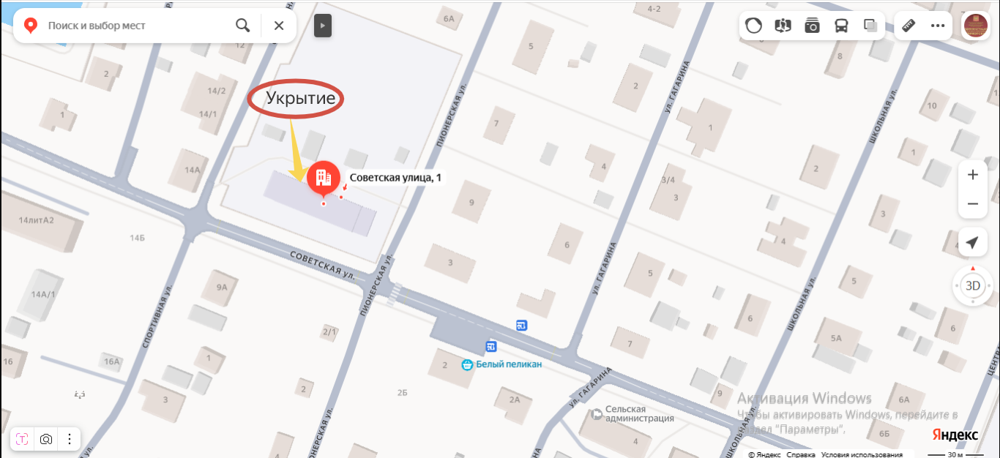 4-2
6А
Поиск и выбор мест
12
5
8
2
14/2
2
10
1
14/1
Укрытие
7
1
1
14А
Советская улица, 1
4
3/4
2
3
9
3
14литА2
14Б
6
4
4
СОВЕТСКАЯ УЛ.
ПИОНЕРСКАЯ УЛ.
ПИОНЕРСКАЯ УЛ.
ПИОНЕРСКАЯ УЛ.
УЛ. ГАГАРИНА
УЛ. ГАГАРИНА
УЛ. ГАГАРИНА
ШКОЛЬНАЯ УЛ.
ШКОЛЬНАЯ УЛ.
СПОРТИВНАЯ УЛ.
3
5
5
3D
9А
14А/1
6
6
2/1
7
5А
16
16А
1
2
Белый пеликан
2
2Б
3
2А
9
6А
Сельская
администрация
4
6Б
4
Активация Windows
Чтобы активировать Windows, перейдите в
раздел "Параметры".
Яндекс
© Яндекс Справка Условия использования
30 м